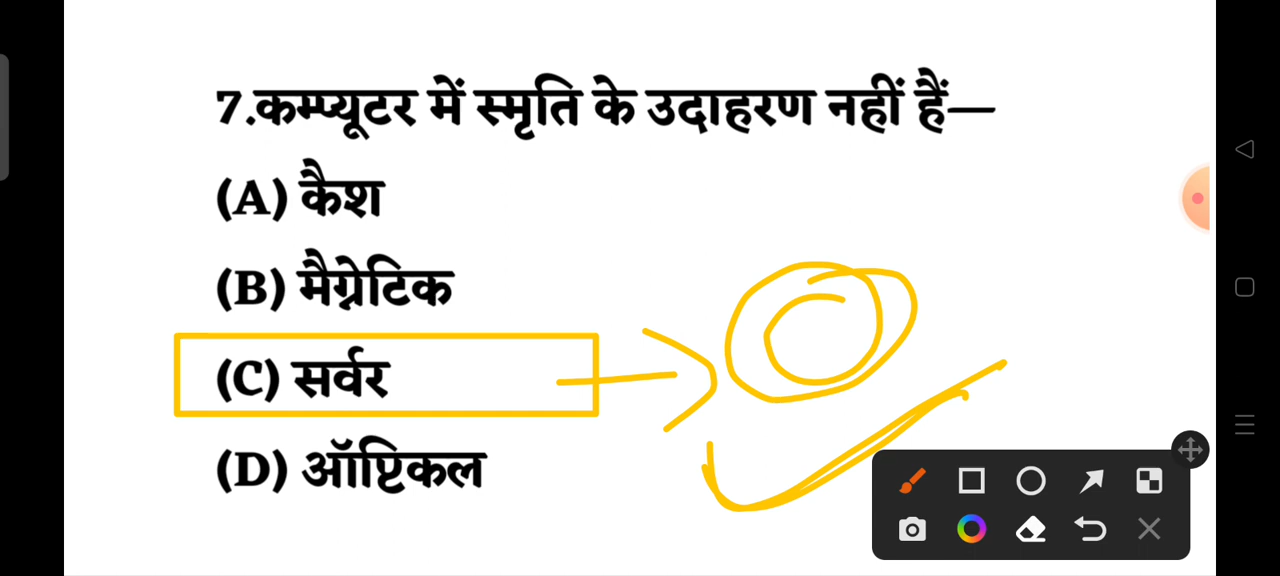 7.कम्प्यूटर में स्मृति के उदाहरण नहीं हैं—
(A) कैश
(B) मैग्नेटिक
(C) सर्वर
(D) ऑप्टिकल